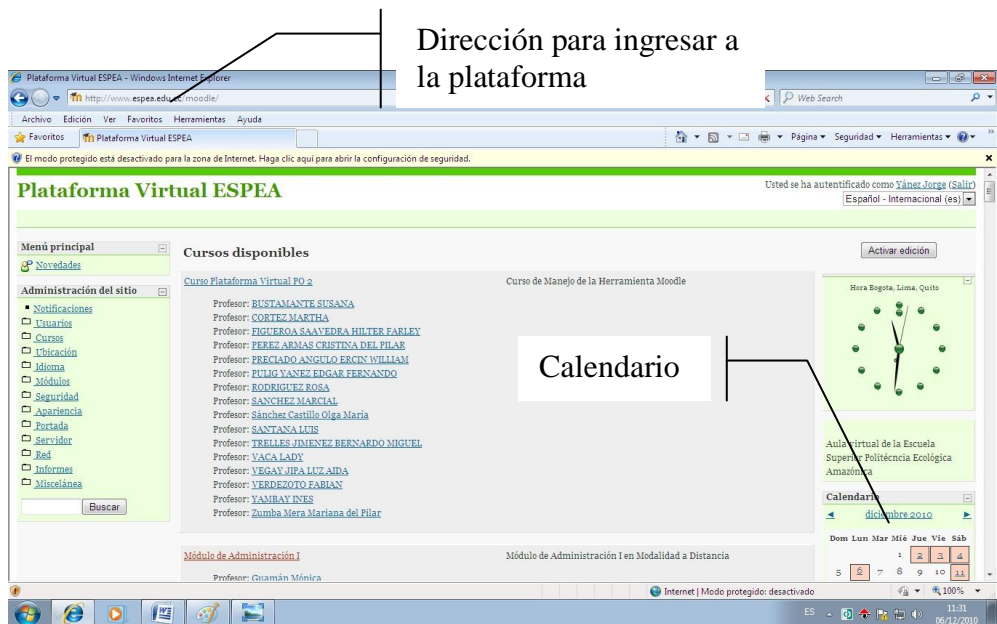 Dirección para ingresar a
la plataforma
Plataforma Virtual ESPEA - Windows Internet Explorer
http://www.espea.edu.ec/moodle/
Web Search
Archivo Edición Ver Favoritos Herramientas Ayuda
Favoritos Plataforma Virtual ESPEA Página Seguridad Herramientas
El modo protegido está desactivado para la zona de Internet. Haga clic aquí para abrir la configuración de seguridad.
Plataforma Virtual ESPEA
Usted se ha autentificado como Yánez Jorge (Salir)
Español - Internacional (es)
Menú principal
Novedades
Administración del sitio
Notificaciones
Usuarios
Cursos
Ubicación
Idioma
Módulos
Seguridad
Apariencia
Portada
Servidor
Red
Informes
Miscelánea
Buscar
Cursos disponibles
Activar edición
Curso Plataforma Virtual PO 2 Curso de Manejo de la Herramienta Moodle
Profesor: BUSTAMANTE SUSANA
Profesor: CORTEZ MARTHA
Profesor: FIGUEROA SAAVEDRA HILTER FARLEY
Profesor: PEREZ ARMAS CRISTINA DEL PILAR
Profesor: PRECIADO ANGULO ERCIN WILLIAM
Profesor: PULIG YANEZ EDGAR FERNANDO
Profesor: RODRIGUEZ ROSA
Profesor: SANCHEZ MARCIAL
Profesor: Sánchez Castillo Olga María
Profesor: SANTANA LUIS
Profesor: TRELLES JIMENEZ BERNARDO MIGUEL
Profesor: VACA LADY
Profesor: VEGAY JIPA LUZ AIDA
Profesor: VERDEZOTO FABIAN
Profesor: YAMBAY INES
Profesor: Zumba Mera Mariana del Pilar
Módulo de Administración I Módulo de Administración I en Modalidad a Distancia
Profesor: Guamán Mónica
Calendario
Hora Bogota, Lima, Quito
Aula virtual de la Escuela
Superior Politécncia Ecológica
Amazónica
Calendario
diciembre 2010
Dom Lun Mar Mié Jue Vie Sáb
1 2 3 4
5 6 7 8 9 10 11
Internet | Modo protegido: desactivado
100%
ES
11:31
06/12/2010